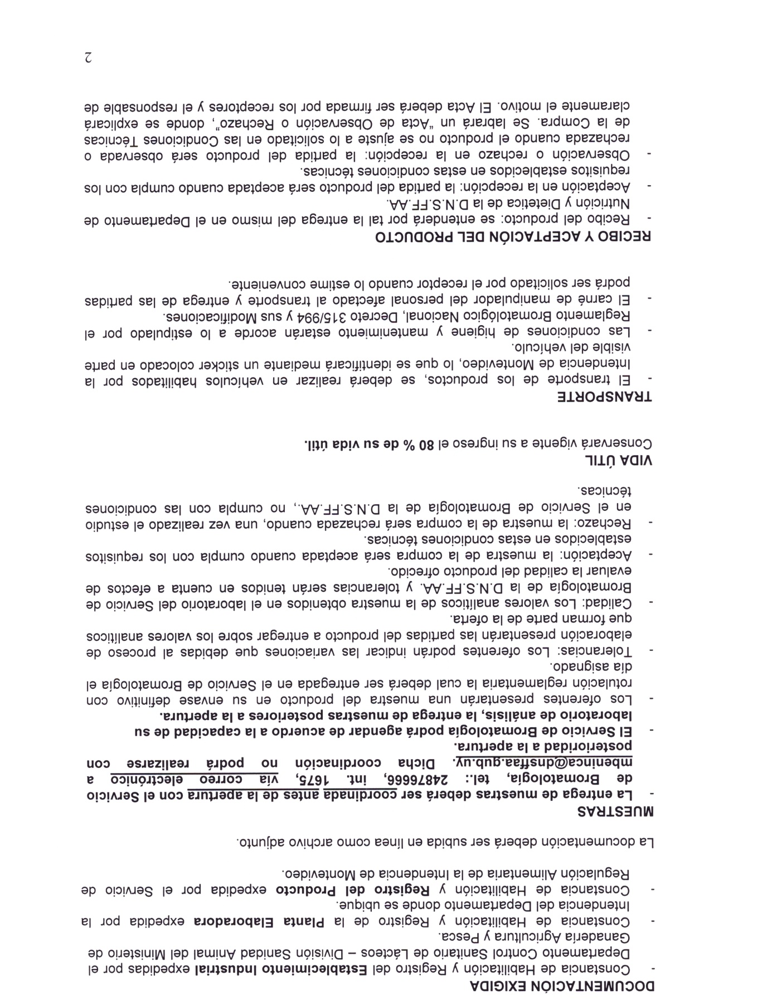 DOCUMENTACIÓN EXIGIDA
- Constancia de Habilitación y Registro del Establecimiento Industrial expedidas por el
Departamento Control Sanitario de Lácteos – División Sanidad Animal del Ministerio de
Ganadería Agricultura y Pesca.
- Constancia de Habilitación y Registro de la Planta Elaboradora expedida por la
Intendencia del Departamento donde se ubique.
- Constancia de Habilitación y Registro del Producto expedida por el Servicio de
Regulación Alimentaria de la Intendencia de Montevideo.
La documentación deberá ser subida en línea como archivo adjunto.
MUESTRAS
- La entrega de muestras deberá ser coordinada antes de la apertura con el Servicio
de Bromatología, tel.: 24876666, int. 1675, vía correo electrónico a
mbeninca@dnsffaa.gub.uy. Dicha coordinación no podrá realizarse con
posterioridad a la apertura.
- El Servicio de Bromatología podrá agendar de acuerdo a la capacidad de su
laboratorio de análisis, la entrega de muestras posteriores a la apertura.
- Los oferentes presentarán una muestra del producto en su envase definitivo con
rotulación reglamentaria la cual deberá ser entregada en el Servicio de Bromatología el
día asignado.
- Tolerancias: Los oferentes podrán indicar las variaciones que debidas al proceso de
elaboración presentarán las partidas del producto a entregar sobre los valores analíticos
que forman parte de la oferta.
- Calidad: Los valores analíticos de la muestra obtenidos en el laboratorio del Servicio de
Bromatología de la D.N.S.FF.AA. y tolerancias serán tenidos en cuenta a efectos de
evaluar la calidad del producto ofrecido.
- Aceptación: la muestra de la compra será aceptada cuando cumpla con los requisitos
establecidos en estas condiciones técnicas.
- Rechazo: la muestra de la compra será rechazada cuando, una vez realizado el estudio
en el Servicio de Bromatología de la D.N.S.FF.AA., no cumpla con las condiciones
técnicas.
VIDA ÚTIL
Conservará vigente a su ingreso el 80 % de su vida útil.
TRANSPORTE
- El transporte de los productos, se deberá realizar en vehículos habilitados por la
Intendencia de Montevideo, lo que se identificará mediante un sticker colocado en parte
visible del vehículo.
- Las condiciones de higiene y mantenimiento estarán acorde a lo estipulado por el
Reglamento Bromatológico Nacional, Decreto 315/994 y sus Modificaciones.
- El carné de manipulador del personal afectado al transporte y entrega de las partidas
podrá ser solicitado por el receptor cuando lo estime conveniente.
RECIBO Y ACEPTACIÓN DEL PRODUCTO
- Recibo del producto: se entenderá por tal la entrega del mismo en el Departamento de
Nutrición y Dietetica de la D.N.S.FF.AA.
- Aceptación en la recepción: la partida del producto será aceptada cuando cumpla con los
requisitos establecidos en estas condiciones técnicas.
- Observación o rechazo en la recepción: la partida del producto será observada o
rechazada cuando el producto no se ajuste a lo solicitado en las Condiciones Técnicas
de la Compra. Se labrará un “Acta de Observación o Rechazo”, donde se explicará
claramente el motivo. El Acta deberá ser firmada por los receptores y el responsable de
2